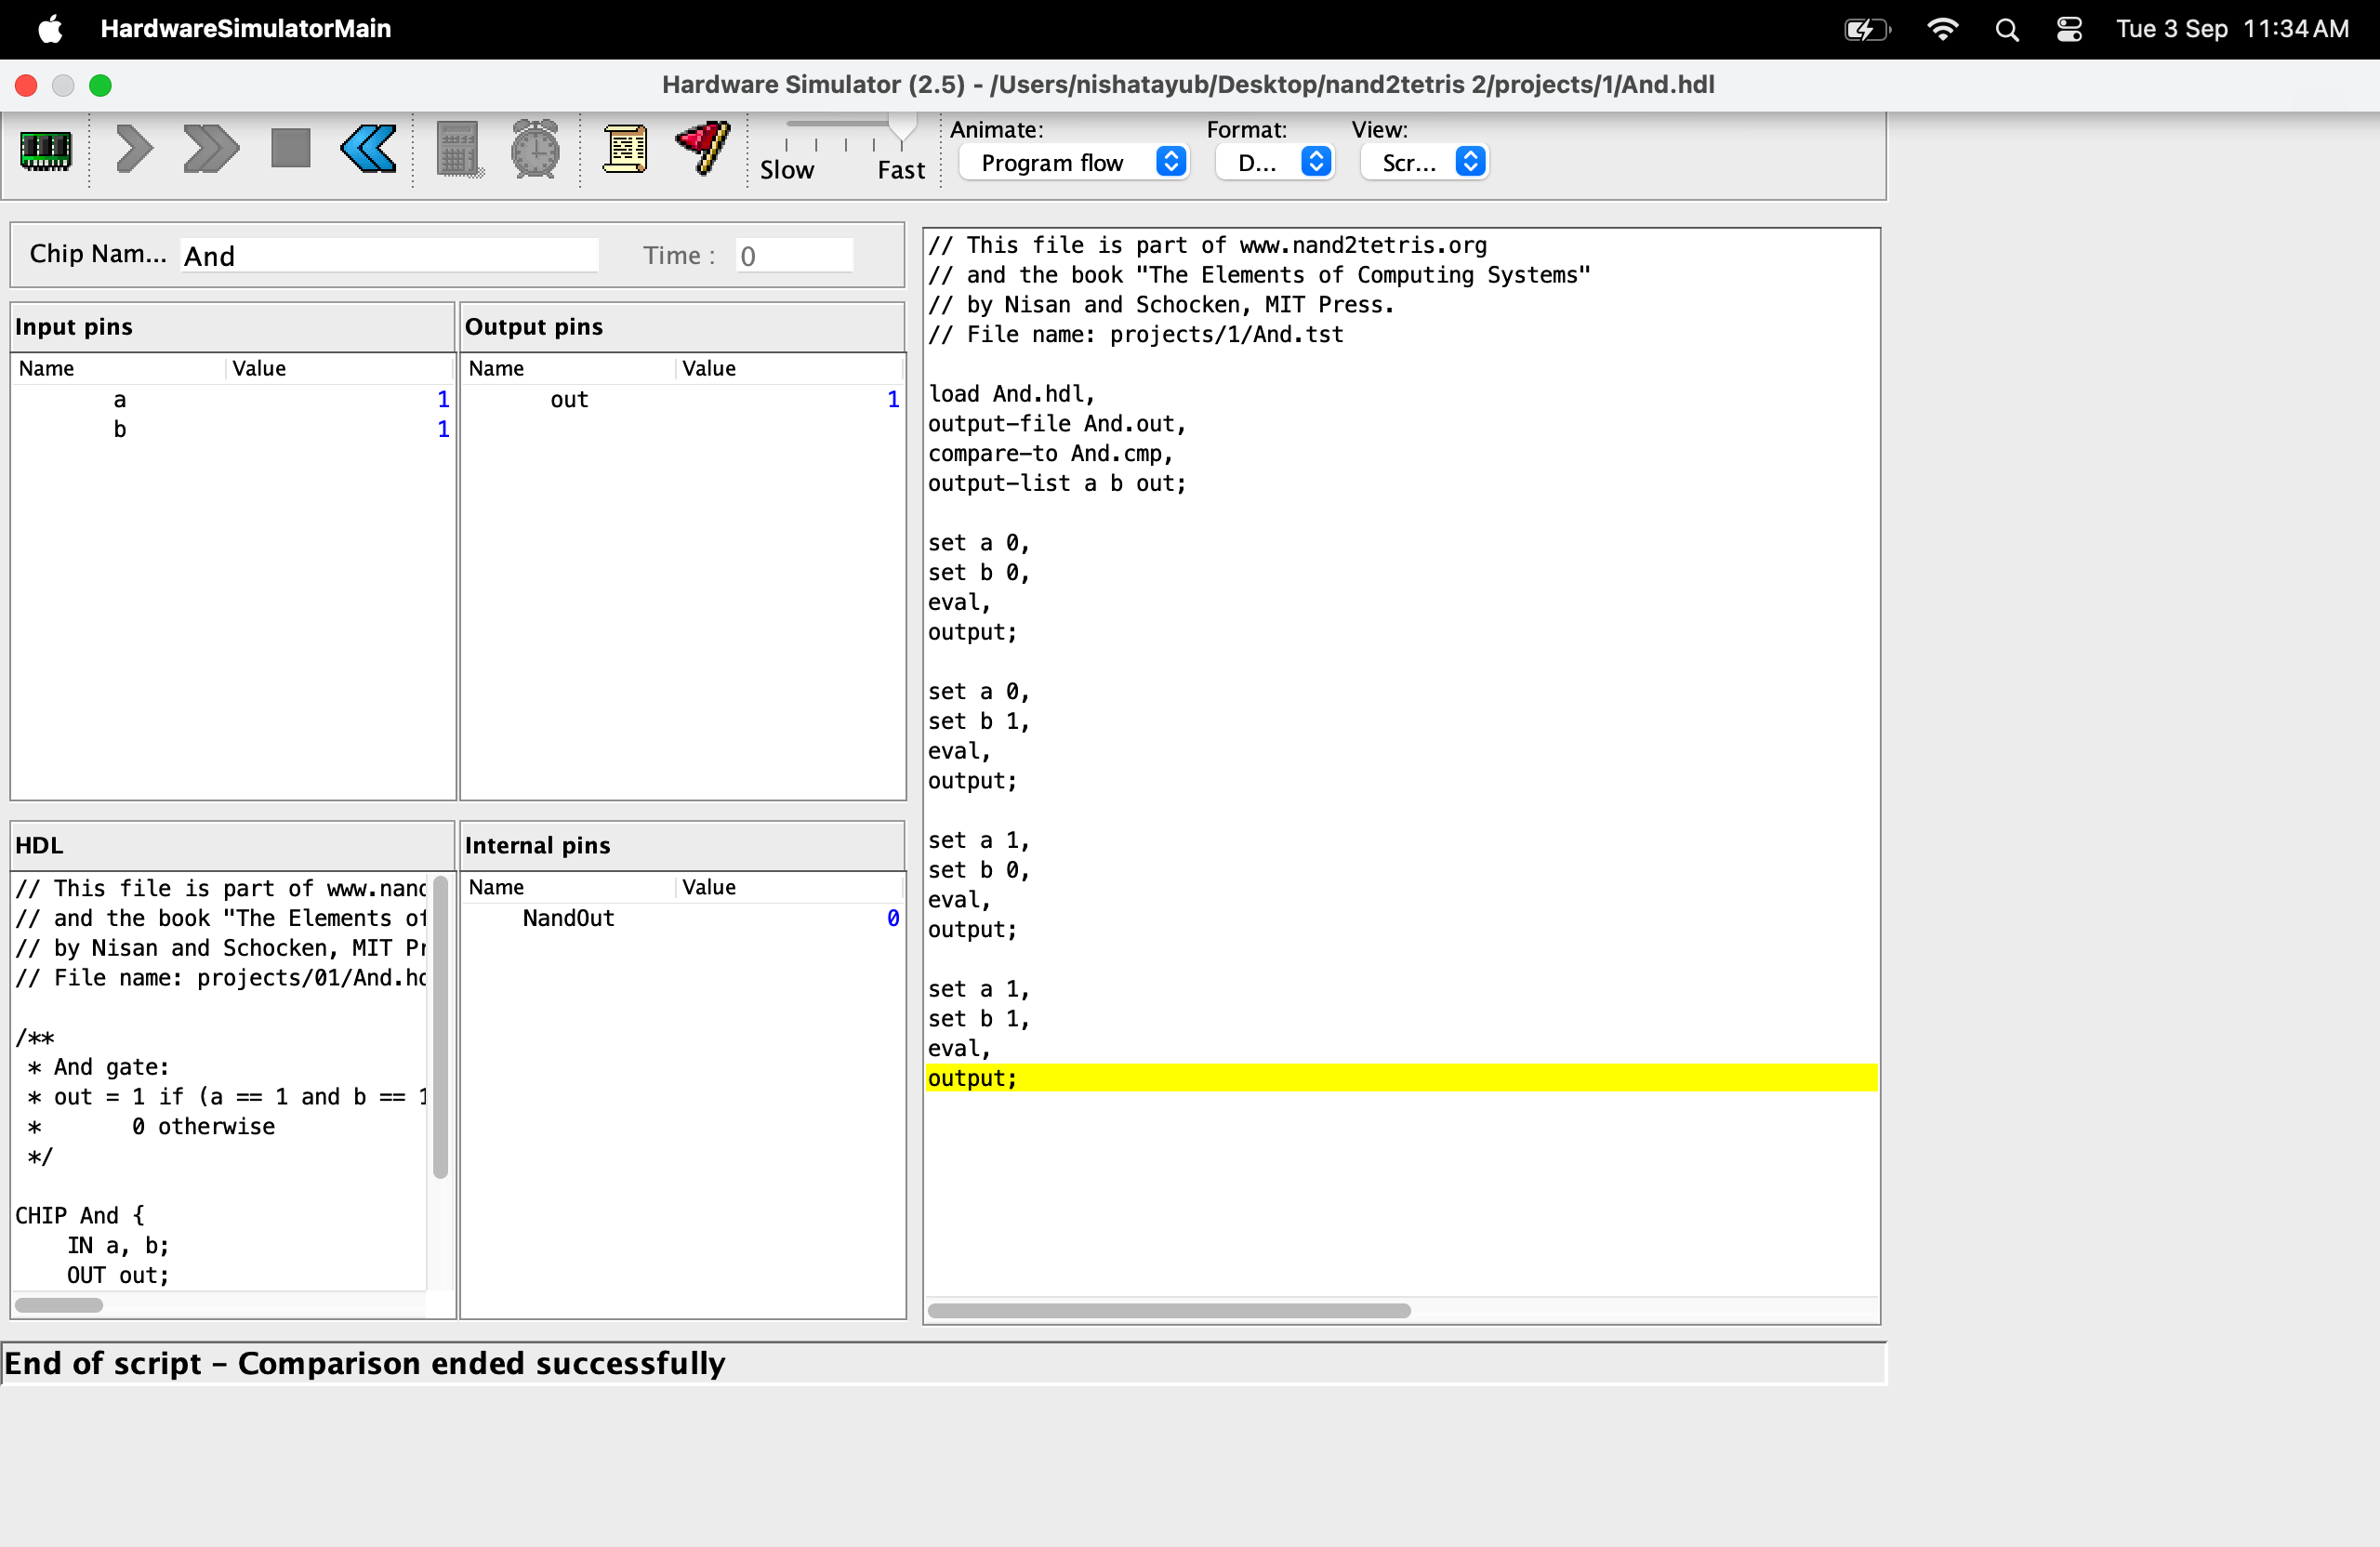 HardwareSimulatorMain
Tue 3 Sep 11:34 AM
Hardware Simulator (2.5) - /Users/nishatayub/Desktop/nand2tetris 2/projects/1/And.hdl
Slow Fast
Animate: Format: View:
Program flow D... Scr...
Chip Nam... And Time : 0
Input pins
Name Value
a 1
b 1
Output pins
Name Value
out 1
HDL
// This file is part of www.nand
// and the book "The Elements of
// by Nisan and Schocken, MIT Pr
// File name: projects/01/And.hd
/**
* And gate:
* out = 1 if (a == 1 and b == 1
* 0 otherwise
*/
CHIP And {
IN a, b;
OUT out;
Internal pins
Name Value
NandOut 0
// This file is part of www.nand2tetris.org
// and the book "The Elements of Computing Systems"
// by Nisan and Schocken, MIT Press.
// File name: projects/1/And.tst
load And.hdl,
output-file And.out,
compare-to And.cmp,
output-list a b out;
set a 0,
set b 0,
eval,
output;
set a 0,
set b 1,
eval,
output;
set a 1,
set b 0,
eval,
output;
set a 1,
set b 1,
eval,
output;
End of script - Comparison ended successfully